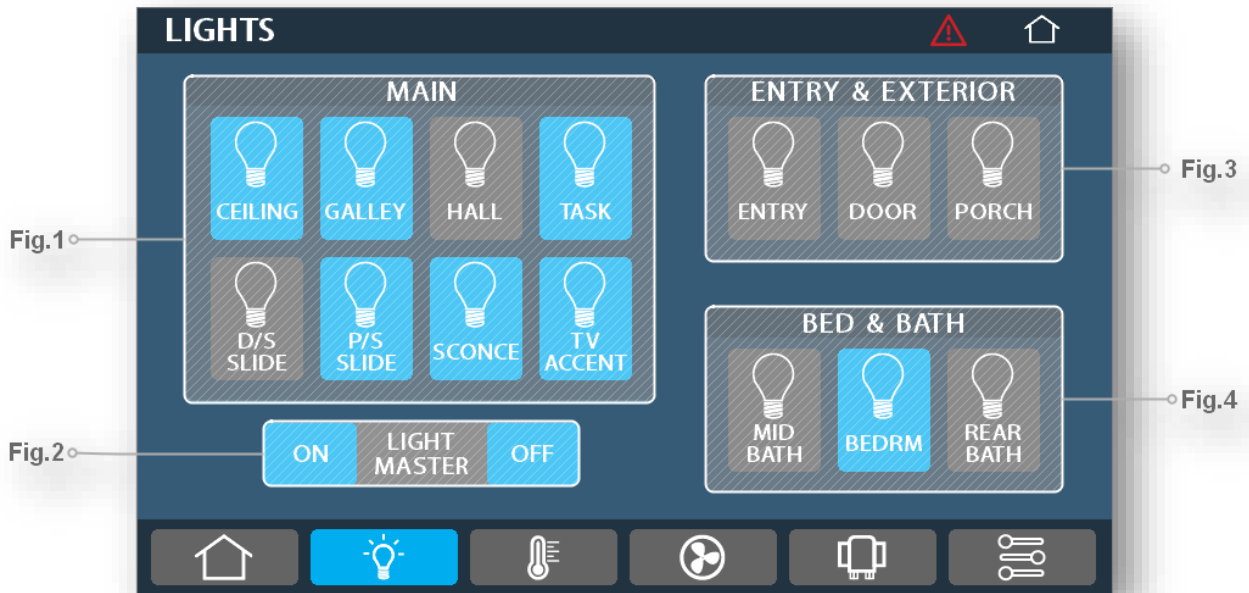 LIGHTS
MAIN
CEILING
GALLEY
HALL
TASK
D/S
SLIDE
P/S
SLIDE
SCONCE
TV
ACCENT
Fig.1
ON
LIGHT
MASTER
OFF
Fig.2
ENTRY & EXTERIOR
ENTRY
DOOR
PORCH
Fig.3
BED & BATH
MID
BATH
BEDRM
REAR
BATH
Fig.4